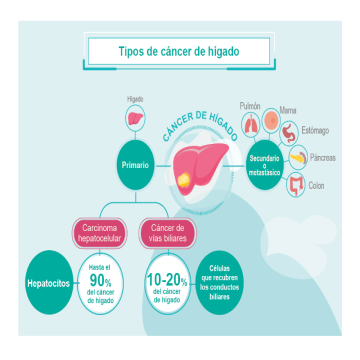 Tipos de cáncer de higado
Hígado
CÁNCER DE HÍGADO
Pulmón
Mama
Estómago
Páncreas
Colon
Primario
Secundario
o
metastásico
Carcinoma
hepatocelular
Cáncer de
vías biliares
Hepatocitos
Hasta el
90%
del cáncer
de hígado
10-20%
del cáncer
de hígado
Células
que recubren
los conductos
biliares